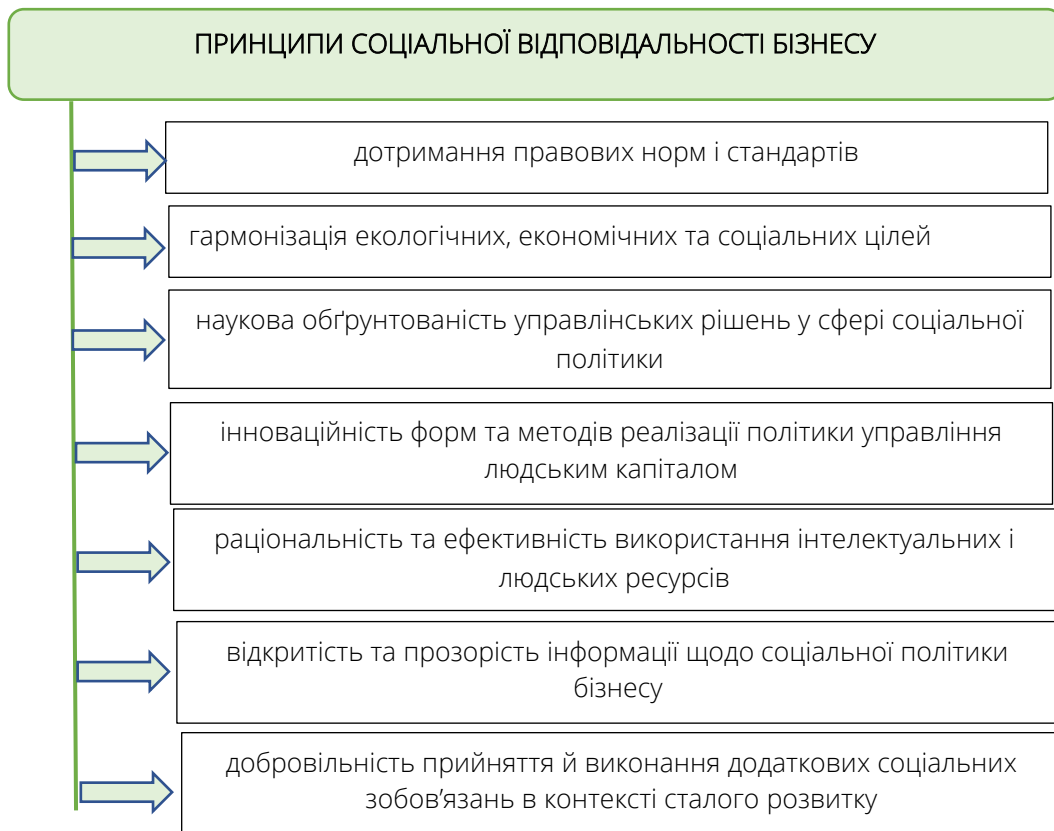 ПРИНЦИПИ СОЦІАЛЬНОЇ ВІДПОВІДАЛЬНОСТІ БІЗНЕСУ
дотримання правових норм і стандартів
гармонізація екологічних, економічних та соціальних цілей
наукова обґрунтованість управлінських рішень у сфері соціальної
політики
інноваційність форм та методів реалізації політики управління
людським капіталом
раціональність та ефективність використання інтелектуальних і
людських ресурсів
відкритість та прозорість інформації щодо соціальної політики
бізнесу
добровільність прийняття й виконання додаткових соціальних
зобов’язань в контексті сталого розвитку